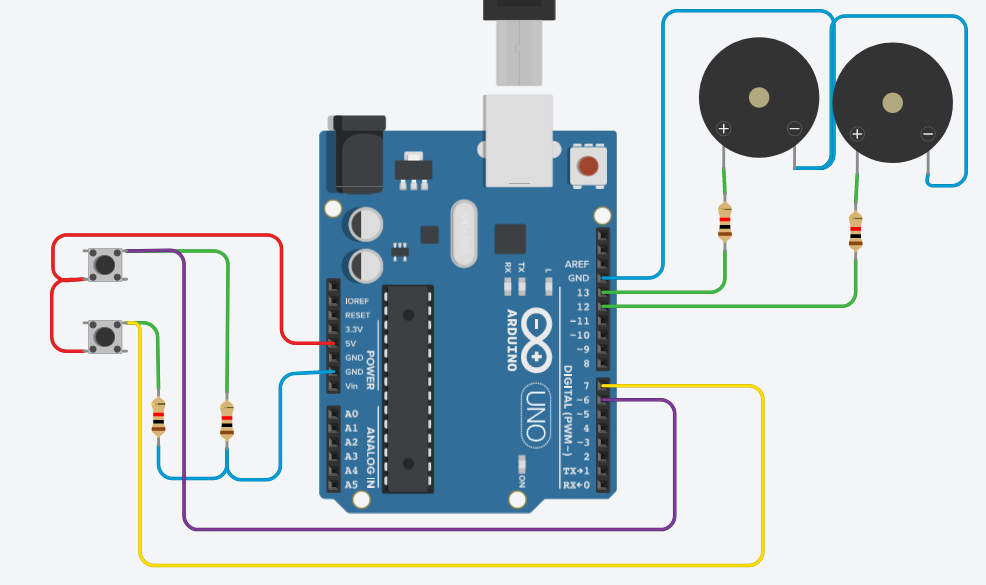 + −
+ −
RX TX L
AREF
GND
13
12
~11
~10
~9
8
7
~6
~5
4
~3
2
TX→1
RX←0
DIGITAL (PWM ~)
ARDUINO
UNO
ON
IOREF
RESET
3.3V
5V
GND
GND
Vin
POWER
A0
A1
A2
A3
A4
A5
ANALOG IN